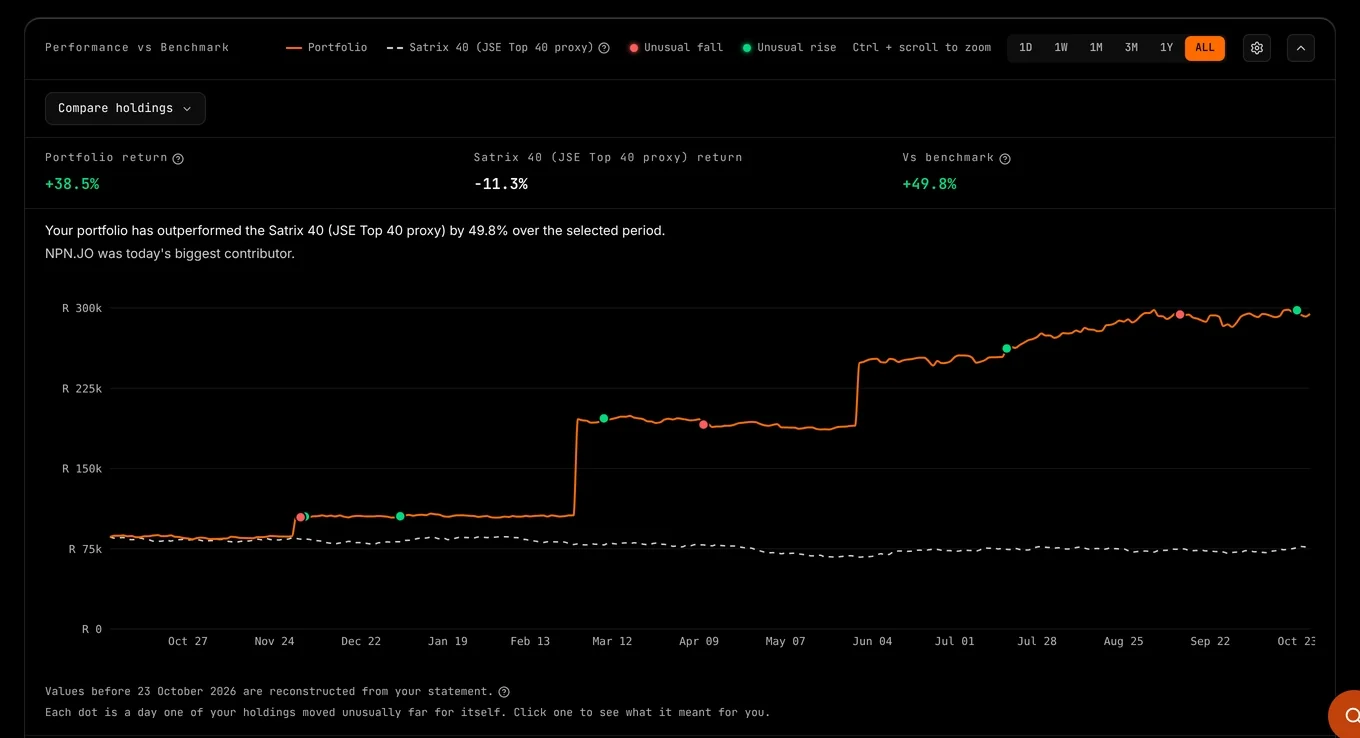 Performance vs Benchmark
Portfolio
Satrix 40 (JSE Top 40 proxy)
Unusual fall
Unusual rise
Ctrl + scroll to zoom
1D 1W 1M 3M 1Y ALL
Compare holdings
Portfolio return
Satrix 40 (JSE Top 40 proxy) return
Vs benchmark
+38.5%
-11.3%
+49.8%
Your portfolio has outperformed the Satrix 40 (JSE Top 40 proxy) by 49.8% over the selected period.
NPN.JO was today's biggest contributor.
R 300k
R 225k
R 150k
R 75k
R 0
Oct 27 Nov 24 Dec 22 Jan 19 Feb 13 Mar 12 Apr 09 May 07 Jun 04 Jul 01 Jul 28 Aug 25 Sep 22 Oct 23
Values before 23 October 2026 are reconstructed from your statement.
Each dot is a day one of your holdings moved unusually far for itself. Click one to see what it meant for you.